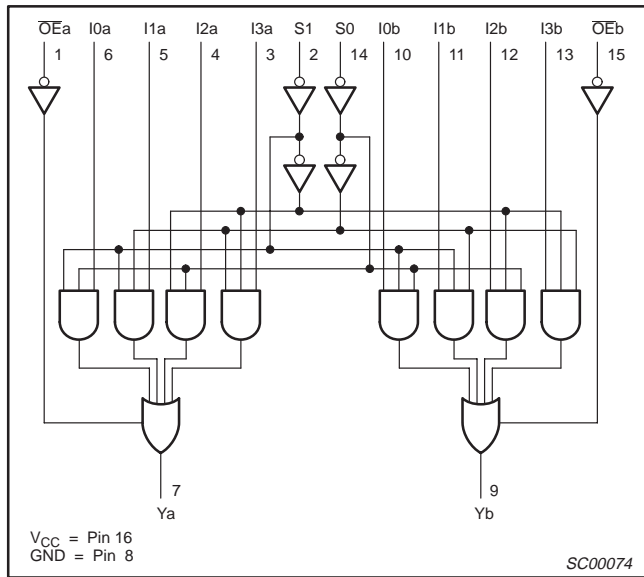 OEa I0a I1a I2a I3a S1 S0 I0b I1b I2b I3b OEb
1 6 5 4 3 2 14 10 11 12 13 15
7 9
Ya Yb
VCC = Pin 16
GND = Pin 8
SC00074